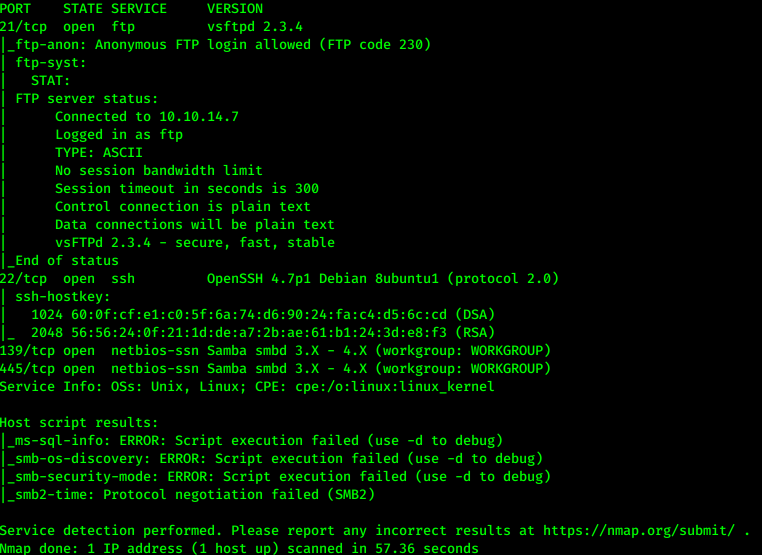 PORT    STATE SERVICE     VERSION
21/tcp  open  ftp         vsftpd 2.3.4
|_ftp-anon: Anonymous FTP login allowed (FTP code 230)
| ftp-syst:
|   STAT:
| FTP server status:
|      Connected to 10.10.14.7
|      Logged in as ftp
|      TYPE: ASCII
|      No session bandwidth limit
|      Session timeout in seconds is 300
|      Control connection is plain text
|      Data connections will be plain text
|      vsFTPd 2.3.4 - secure, fast, stable
|_End of status
22/tcp  open  ssh         OpenSSH 4.7p1 Debian 8ubuntu1 (protocol 2.0)
| ssh-hostkey:
|   1024 60:0f:cf:e1:c0:5f:6a:74:d6:90:24:fa:c4:d5:6c:cd (DSA)
|_  2048 56:56:24:0f:21:1d:de:a7:2b:ae:61:b1:24:3d:e8:f3 (RSA)
139/tcp open  netbios-ssn Samba smbd 3.X - 4.X (workgroup: WORKGROUP)
445/tcp open  netbios-ssn Samba smbd 3.X - 4.X (workgroup: WORKGROUP)
Service Info: OSs: Unix, Linux; CPE: cpe:/o:linux:linux_kernel

Host script results:
|_ms-sql-info: ERROR: Script execution failed (use -d to debug)
|_smb-os-discovery: ERROR: Script execution failed (use -d to debug)
|_smb-security-mode: ERROR: Script execution failed (use -d to debug)
|_smb2-time: Protocol negotiation failed (SMB2)

Service detection performed. Please report any incorrect results at https://nmap.org/submit/ .
Nmap done: 1 IP address (1 host up) scanned in 57.36 seconds